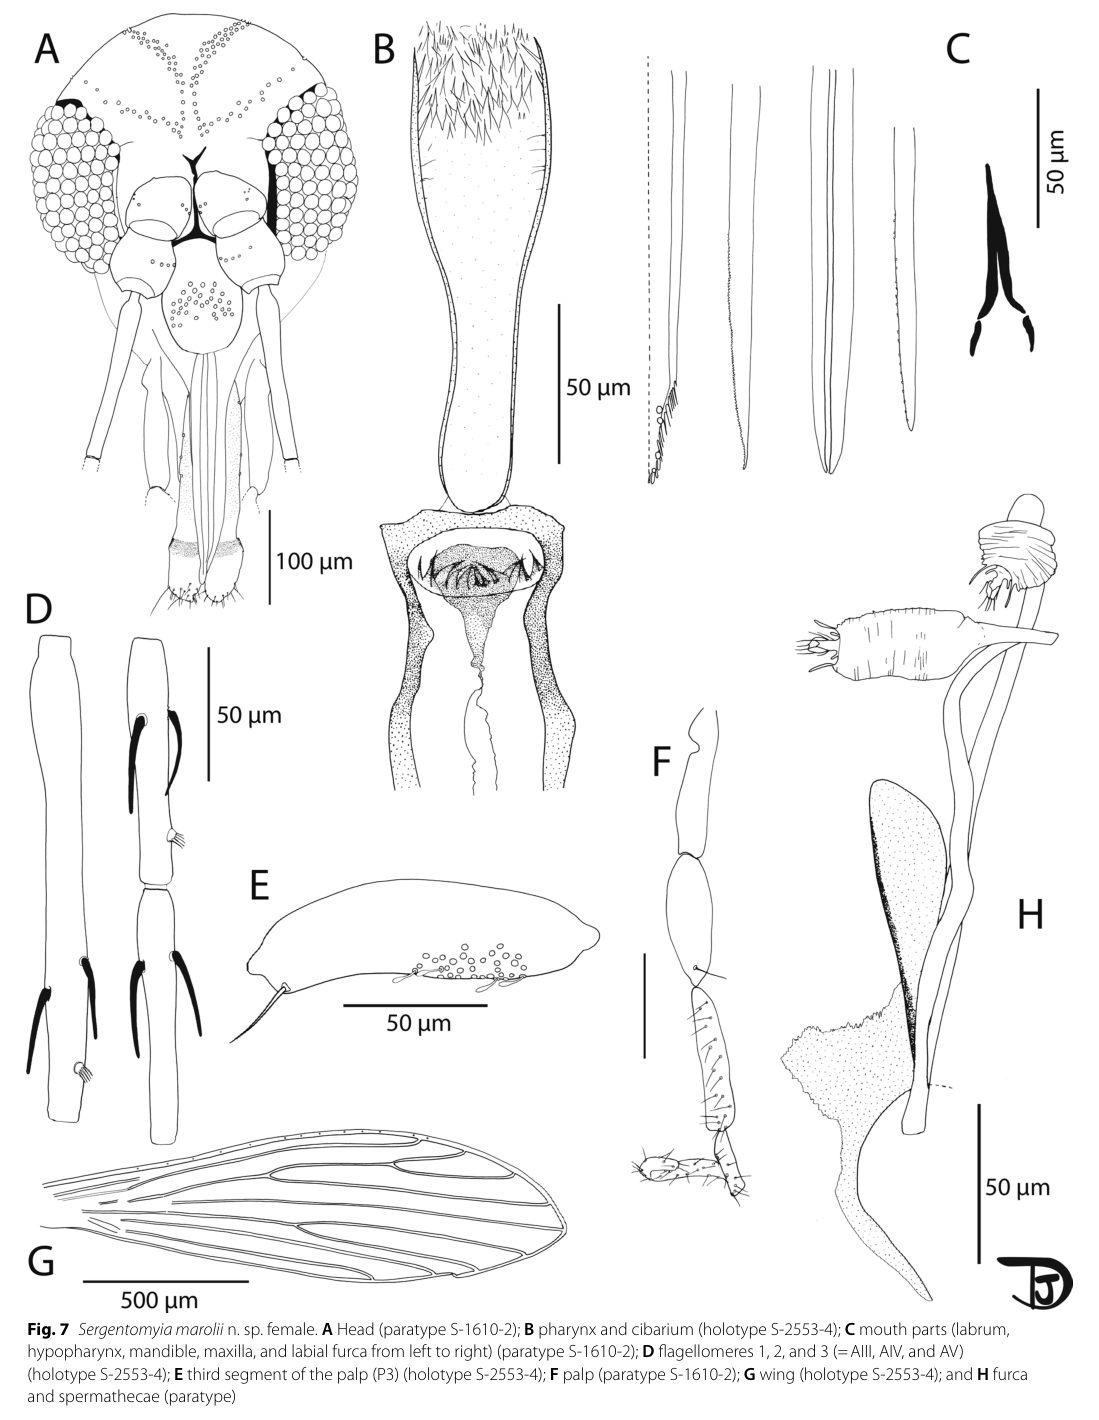 A
B
C
50 µm
50 µm
100 µm
D
50 µm
F
E
50 µm
H
50 µm
G
500 µm
DJ
Fig. 7 Sergentomyia marolii n. sp. female. A Head (paratype S-1610-2); B pharynx and cibarium (holotype S-2553-4); C mouth parts (labrum,
hypopharynx, mandible, maxilla, and labial furca from left to right) (paratype S-1610-2); D flagellomeres 1, 2, and 3 (= AIII, AIV, and AV)
(holotype S-2553-4); E third segment of the palp (P3) (holotype S-2553-4); F palp (paratype S-1610-2); G wing (holotype S-2553-4); and H furca
and spermathecae (paratype)